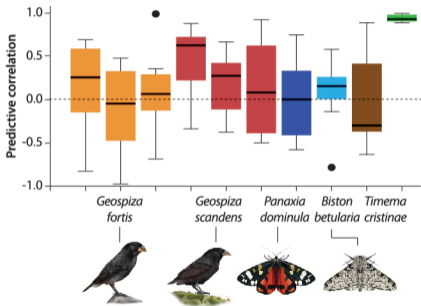 Predictive correlation
1.0
0.5
0.0
-0.5
-1.0
Geospiza
fortis
Geospiza
scandens
Panaxia
dominula
Biston
betularia
Timema
cristinae